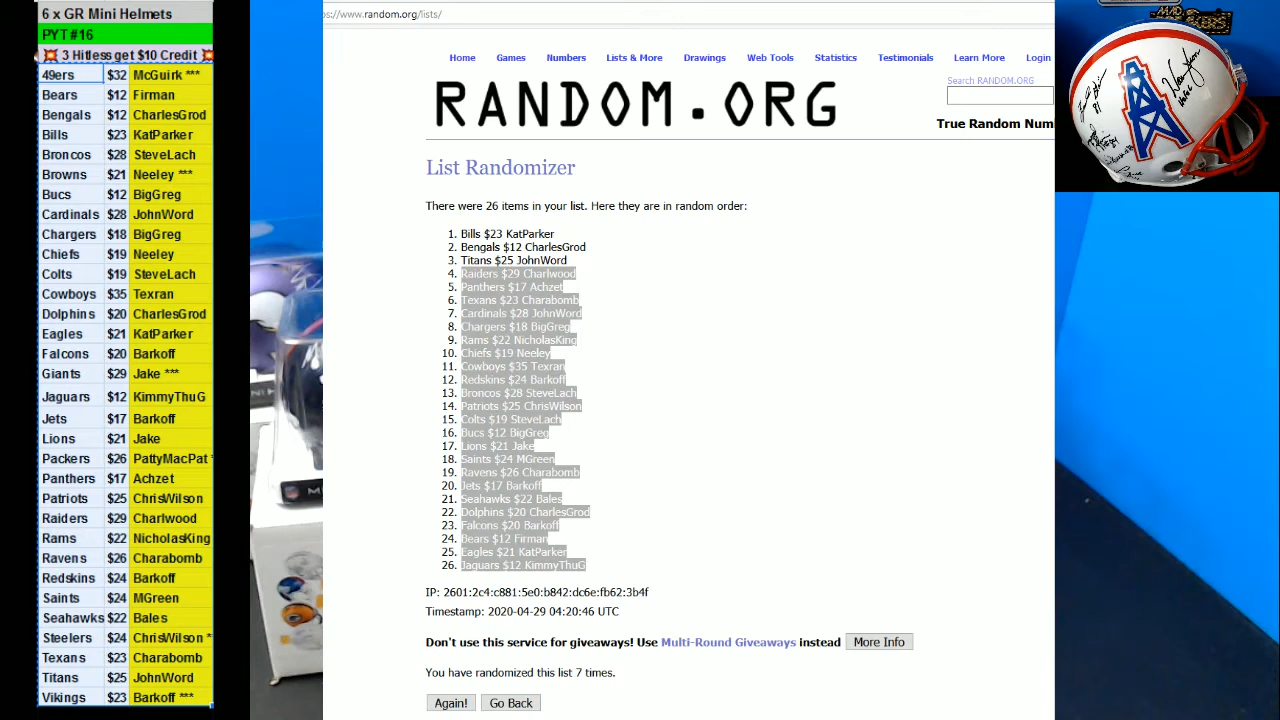 6 x GR Mini Helmets
PYT #16
💥 3 Hitless get $10 Credit 💥
49ers $32 McGuirk ***
Bears $12 Firman
Bengals $12 CharlesGrod
Bills $23 KatParker
Broncos $28 SteveLach
Browns $21 Neeley ***
Bucs $12 BigGreg
Cardinals $28 JohnWord
Chargers $18 BigGreg
Chiefs $19 Neeley
Colts $19 SteveLach
Cowboys $35 Texran
Dolphins $20 CharlesGrod
Eagles $21 KatParker
Falcons $20 Barkoff
Giants $29 Jake ***
Jaguars $12 KimmyThuG
Jets $17 Barkoff
Lions $21 Jake
Packers $26 PattyMacPat *
Panthers $17 Achzet
Patriots $25 ChrisWilson
Raiders $29 Charlwood
Rams $22 NicholasKing
Ravens $26 Charabomb
Redskins $24 Barkoff
Saints $24 MGreen
Seahawks $22 Bales
Steelers $24 ChrisWilson *
Texans $23 Charabomb
Titans $25 JohnWord
Vikings $23 Barkoff ***
ps://www.random.org/lists/
Home Games Numbers Lists & More Drawings Web Tools Statistics Testimonials Learn More Login
RANDOM.ORG
Search RANDOM.ORG
True Random Num
List Randomizer
There were 26 items in your list. Here they are in random order:
1. Bills $23 KatParker
2. Bengals $12 CharlesGrod
3. Titans $25 JohnWord
4. Raiders $29 Charlwood
5. Panthers $17 Achzet
6. Texans $23 Charabomb
7. Cardinals $28 JohnWord
8. Chargers $18 BigGreg
9. Rams $22 NicholasKing
10. Chiefs $19 Neeley
11. Cowboys $35 Texran
12. Redskins $24 Barkoff
13. Broncos $28 SteveLach
14. Patriots $25 ChrisWilson
15. Colts $19 SteveLach
16. Bucs $12 BigGreg
17. Lions $21 Jake
18. Saints $24 MGreen
19. Ravens $26 Charabomb
20. Jets $17 Barkoff
21. Seahawks $22 Bales
22. Dolphins $20 CharlesGrod
23. Falcons $20 Barkoff
24. Bears $12 Firman
25. Eagles $21 KatParker
26. Jaguars $12 KimmyThuG
IP: 2601:2c4:c881:5e0:b842:dc6e:fb62:3b4f
Timestamp: 2020-04-29 04:20:46 UTC
Don't use this service for giveaways! Use Multi-Round Giveaways instead More Info
You have randomized this list 7 times.
Again! Go Back
MAD